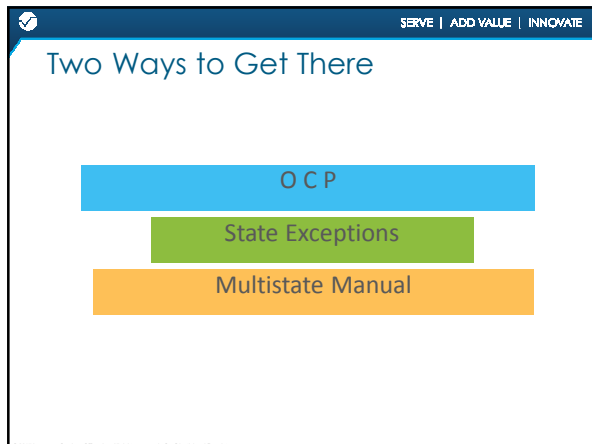 SERVE | ADD VALUE | INNOVATE
Two Ways to Get There
O C P
State Exceptions
Multistate Manual